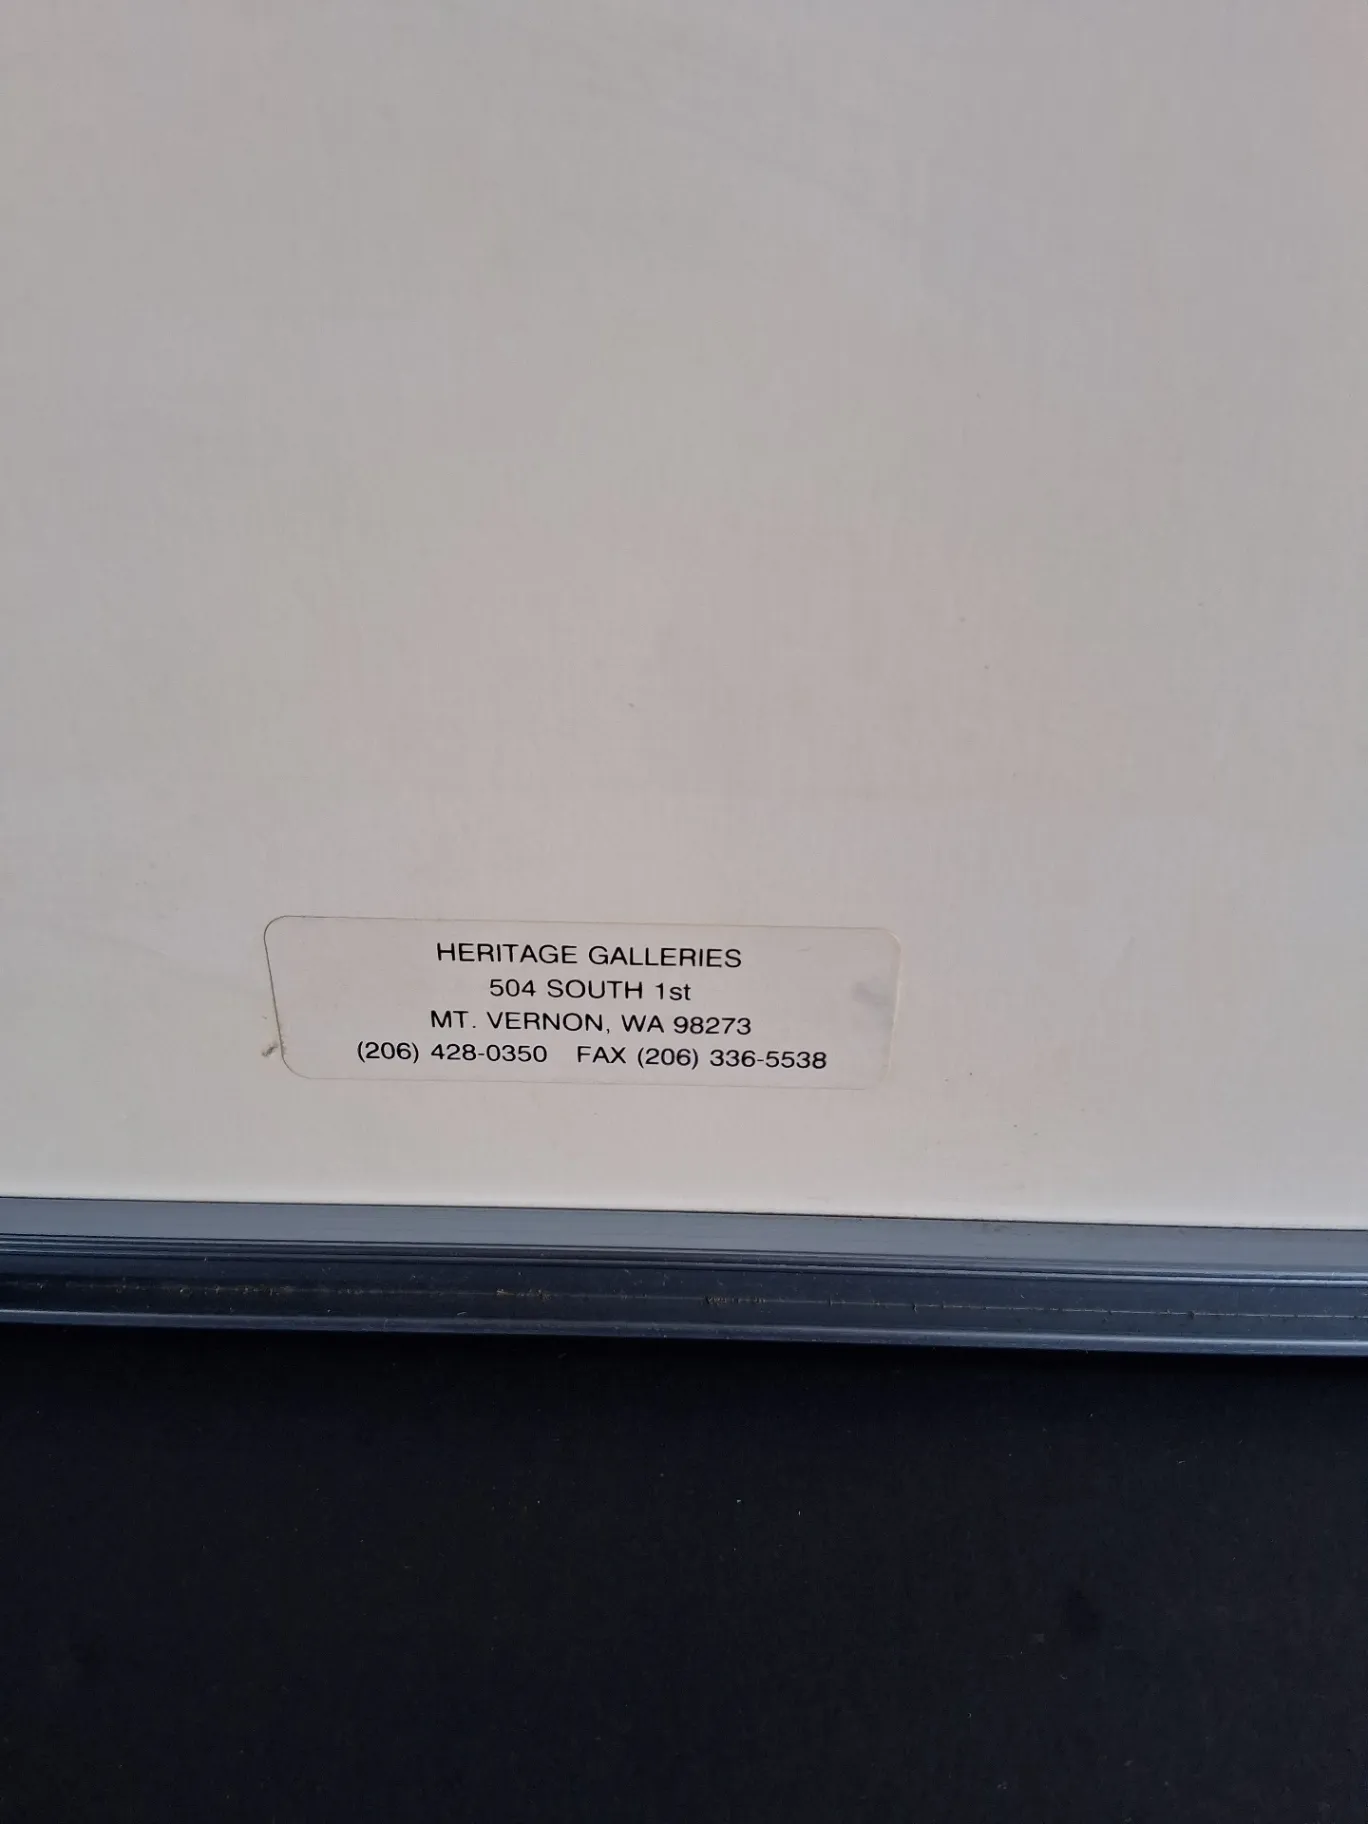 HERITAGE GALLERIES
504 SOUTH 1st
MT. VERNON, WA 98273
(206) 428-0350 FAX (206) 336-5538